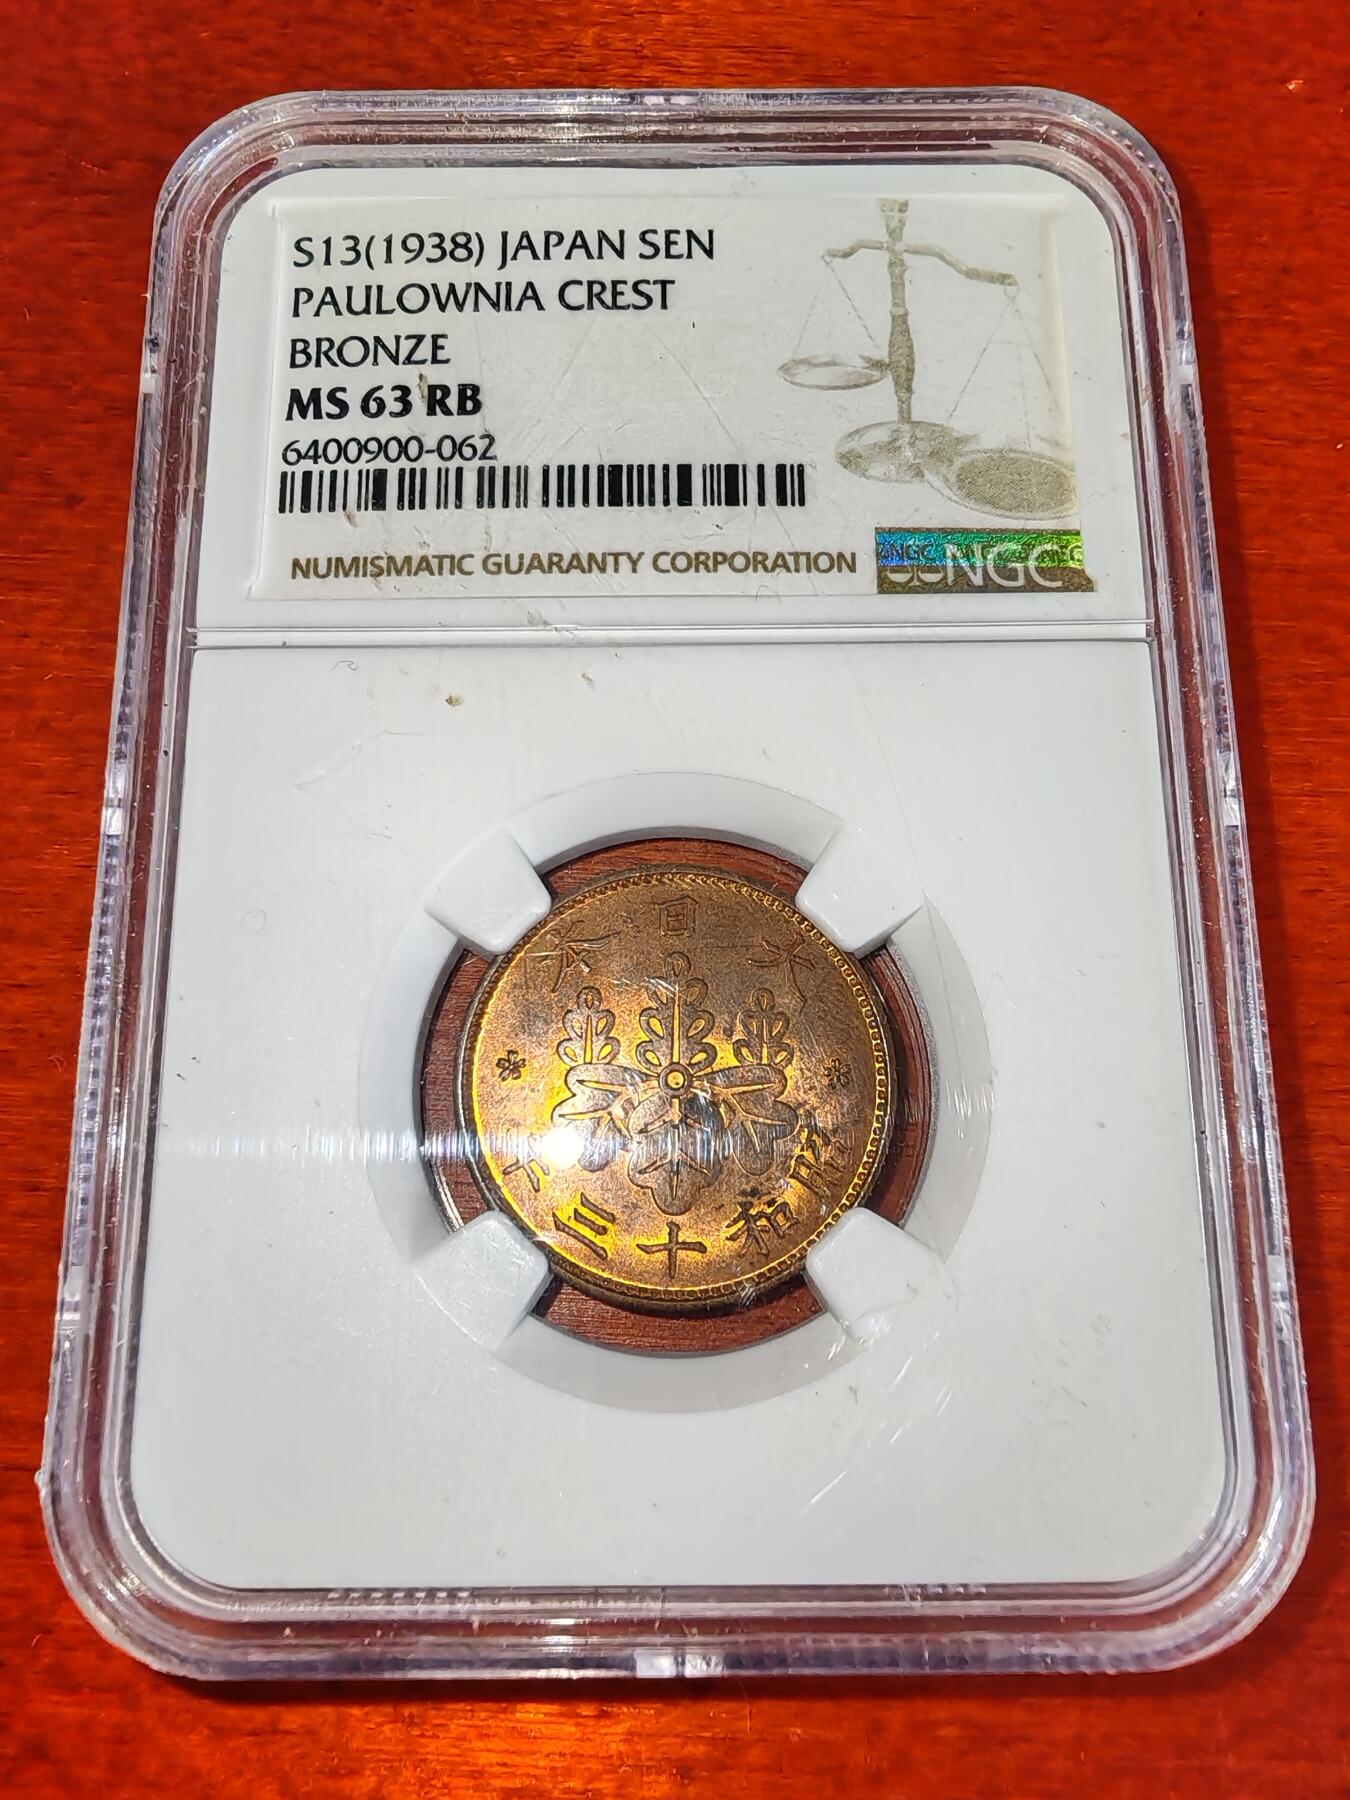 S13(1938) JAPAN SEN
PAULOWNIA CREST
BRONZE
MS 63 RB
6400900-062
NUMISMATIC GUARANTY CORPORATION
NGC
大日本
昭和十三年